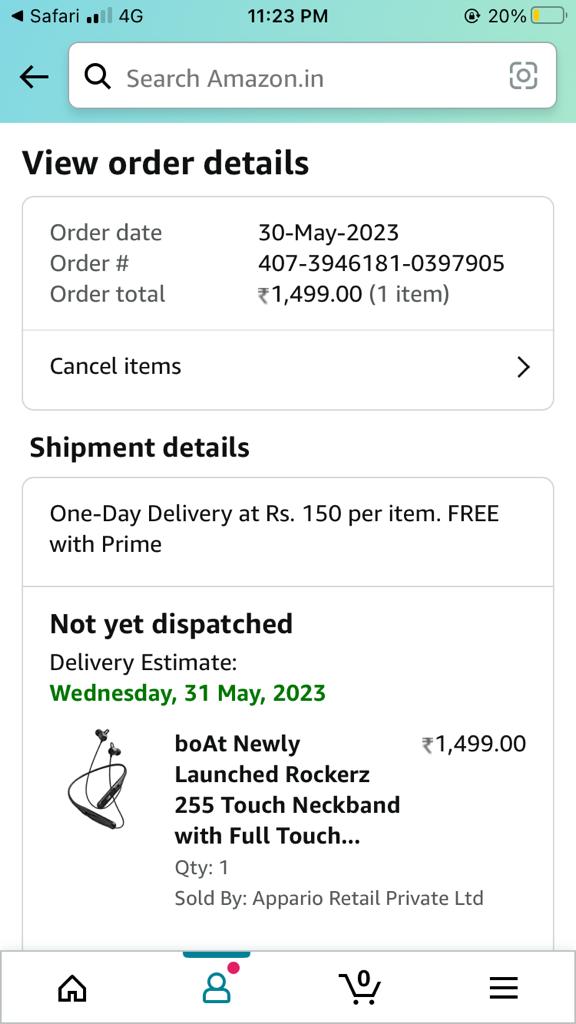 Safari 4G 11:23 PM 20%
Search Amazon.in
View order details
Order date 30-May-2023
Order # 407-3946181-0397905
Order total ₹1,499.00 (1 item)
Cancel items
Shipment details
One-Day Delivery at Rs. 150 per item. FREE
with Prime
Not yet dispatched
Delivery Estimate:
Wednesday, 31 May, 2023
boAt Newly ₹1,499.00
Launched Rockerz
255 Touch Neckband
with Full Touch...
Qty: 1
Sold By: Appario Retail Private Ltd
0